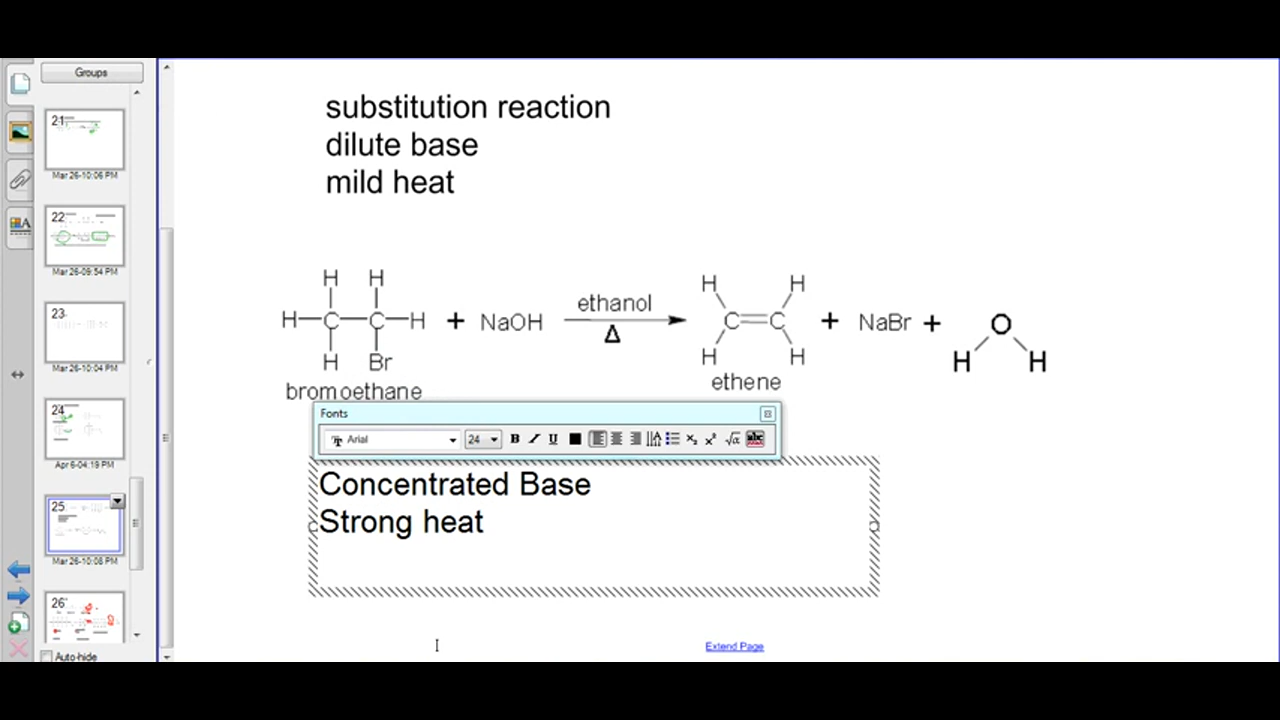 Groups
21
Mar 26-10:06 PM
22
Mar 26-09:54 PM
23
Mar 26-10:04 PM
24
Apr 6-04:19 PM
25
Mar 26-10:08 PM
26
Auto-hide
substitution reaction
dilute base
mild heat
H H
H C C H + NaOH ethanol Δ H H C C H H + NaBr + O H H
H Br
bromoethane
ethene
Fonts
Arial 24 B I U
Concentrated Base
Strong heat
Extend Page